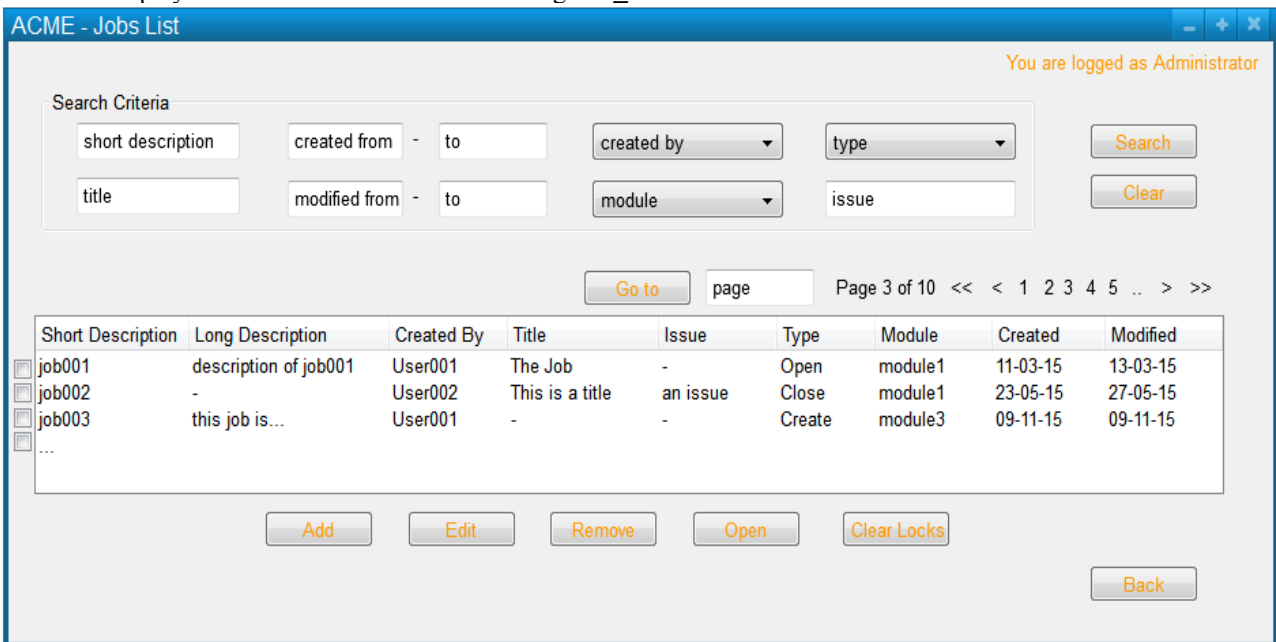 ACME - Jobs List
You are logged as Administrator
Search Criteria
short description created from - to created by type Search
title modified from - to module issue Clear
Go to page Page 3 of 10 << < 1 2 3 4 5 .. > >>
Short Description Long Description Created By Title Issue Type Module Created Modified
job001 description of job001 User001 The Job - Open module1 11-03-15 13-03-15
job002 - User002 This is a title an issue Close module1 23-05-15 27-05-15
job003 this job is... User001 - - Create module3 09-11-15 09-11-15
...
Add Edit Remove Open Clear Locks
Back